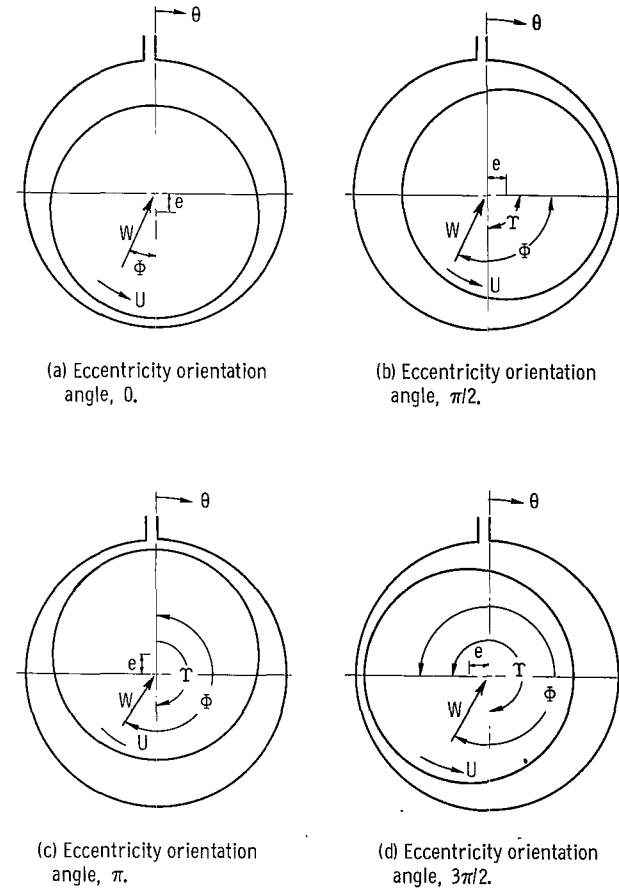 θ
e
W
Φ
U
(a) Eccentricity orientation
angle, 0.
θ
e
ϒ
W
Φ
U
(b) Eccentricity orientation
angle, π/2.
θ
e
ϒ
W
Φ
U
(c) Eccentricity orientation
angle, π.
θ
e
ϒ
Φ
W
U
(d) Eccentricity orientation
angle, 3π/2.